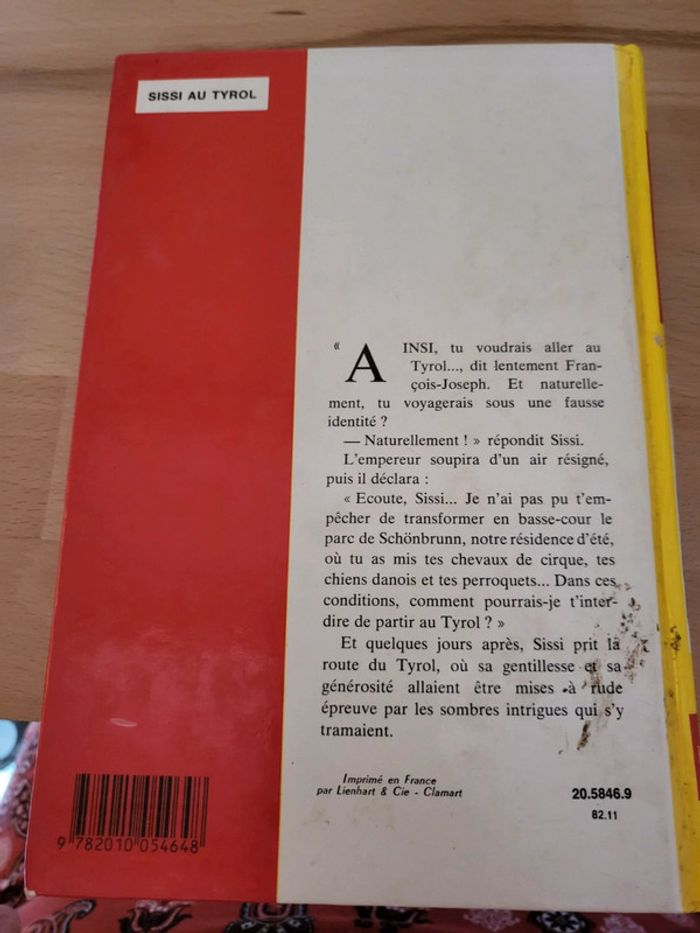 SISSI AU TYROL
« AINSI, tu voudrais aller au
Tyrol..., dit lentement Fran-
çois-Joseph. Et naturelle-
ment, tu voyagerais sous une fausse
identité ?
— Naturellement ! » répondit Sissi.
L'empereur soupira d'un air résigné,
puis il déclara :
« Ecoute, Sissi... Je n'ai pas pu t'em-
pêcher de transformer en basse-cour le
parc de Schönbrunn, notre résidence d'été,
où tu as mis tes chevaux de cirque, tes
chiens danois et tes perroquets... Dans ces
conditions, comment pourrais-je t'inter-
dire de partir au Tyrol ? »
Et quelques jours après, Sissi prit la
route du Tyrol, où sa gentillesse et sa
générosité allaient être mises à rude
épreuve par les sombres intrigues qui s'y
tramaient.
Imprimé en France
par Lienhart & Cie - Clamart
20.5846.9
82.11
9 782010 054648